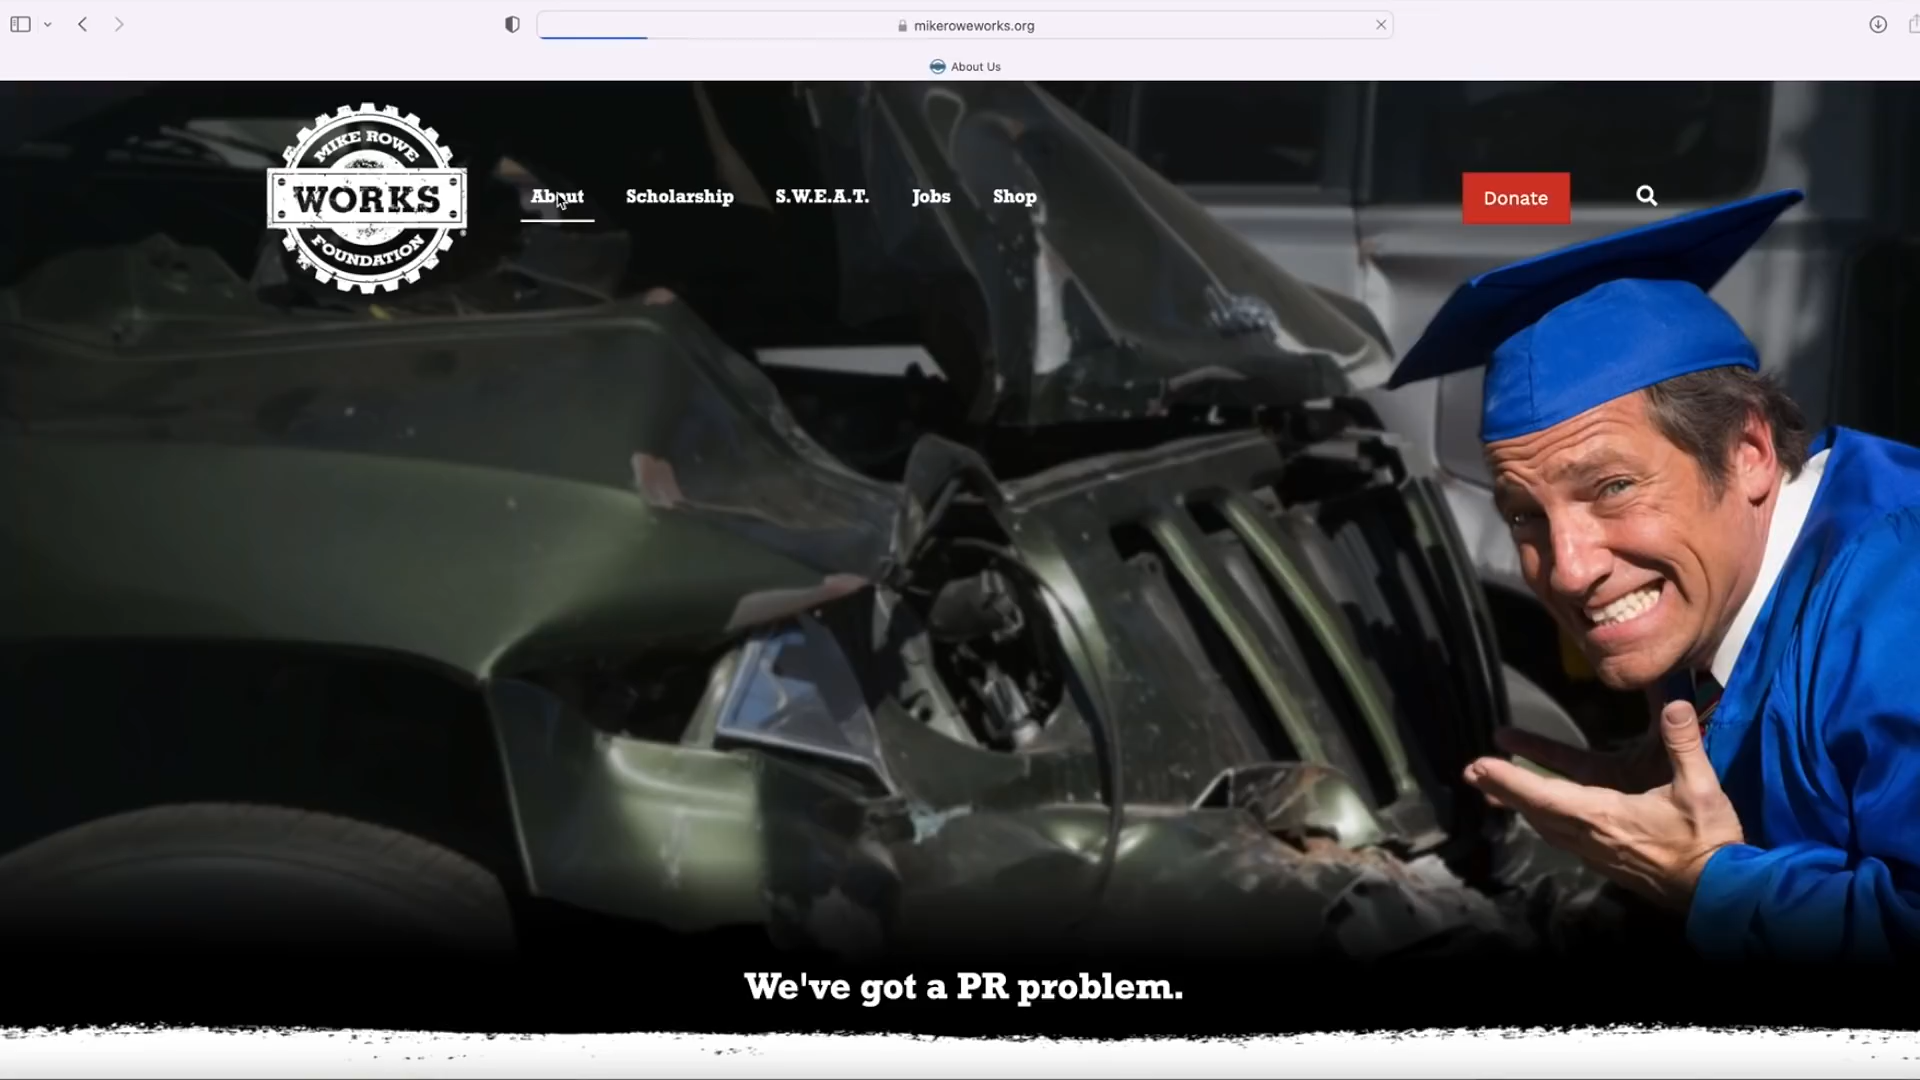 mikeroweworks.org
About Us
MIKE ROWE
WORKS
FOUNDATION
About
Scholarship
S.W.E.A.T.
Jobs
Shop
Donate
We've got a PR problem.